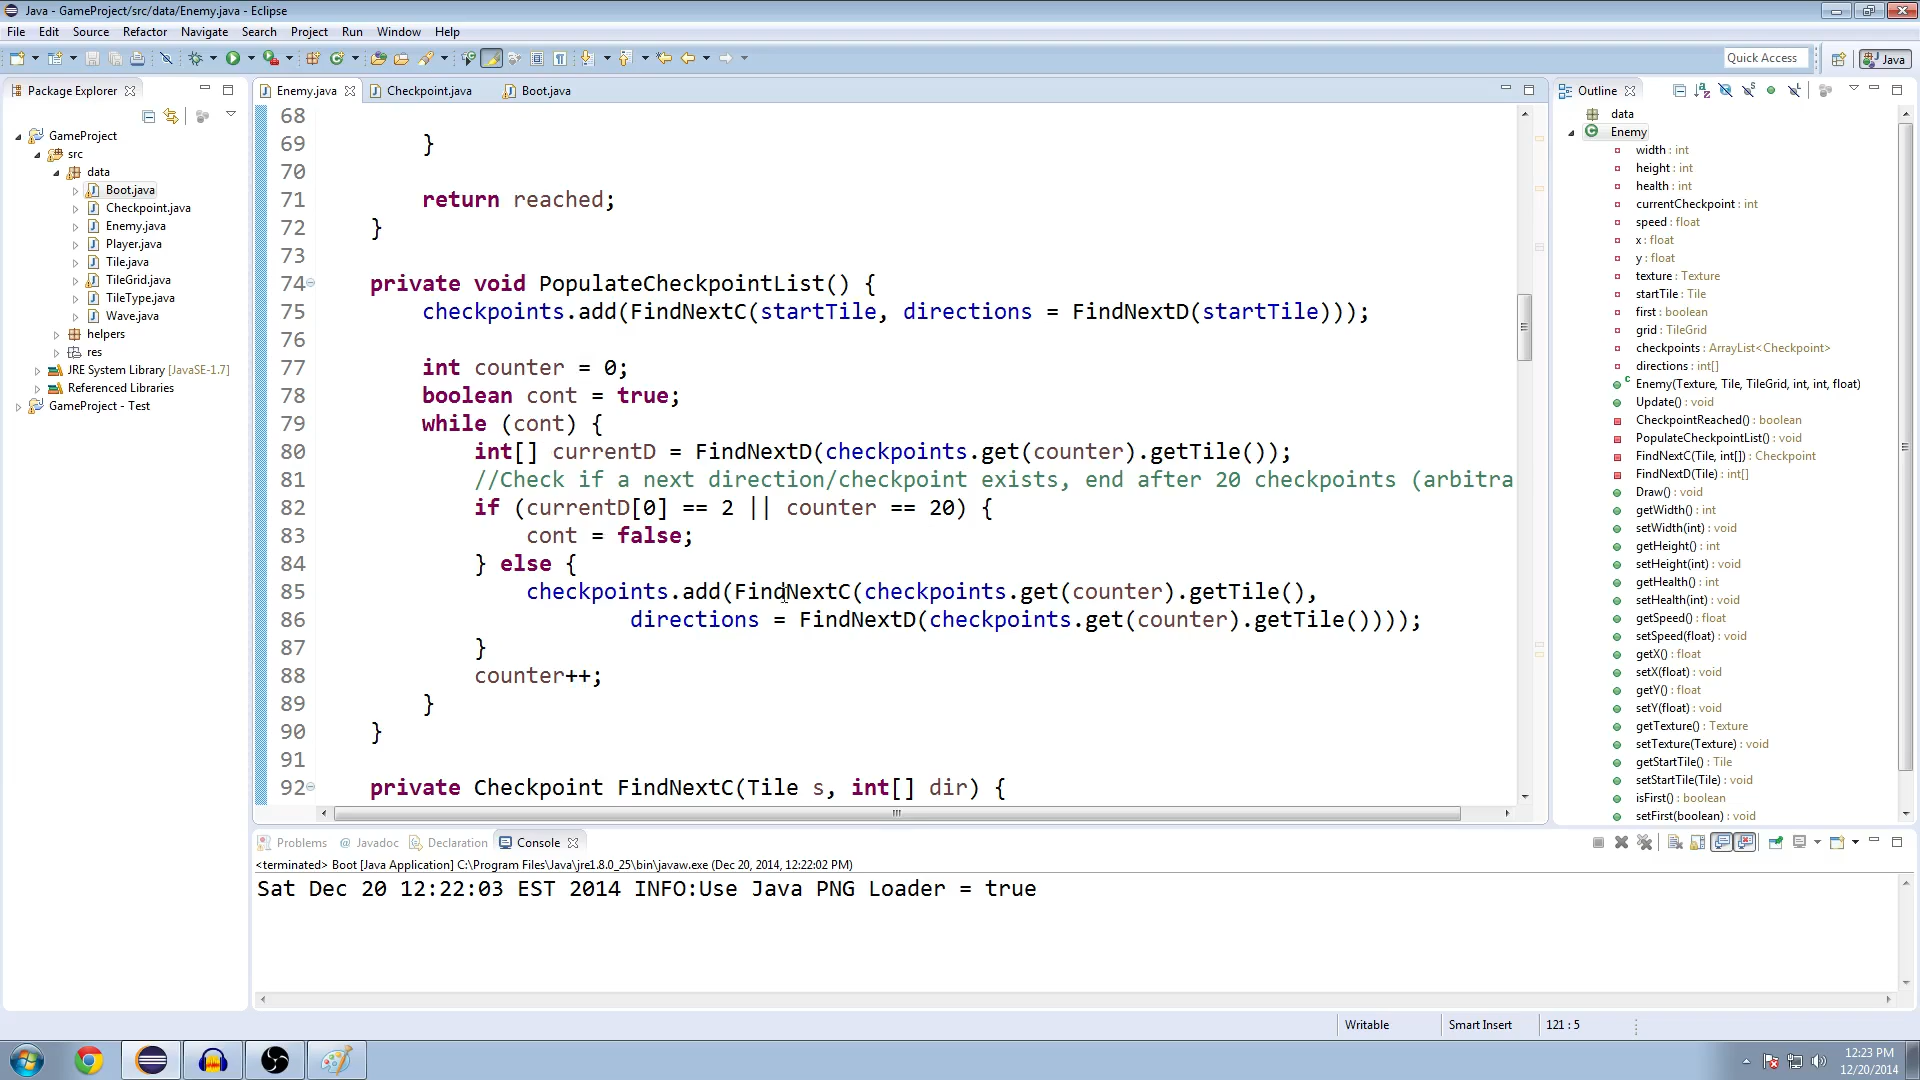 Java - GameProject/src/data/Enemy.java - Eclipse
File Edit Source Refactor Navigate Search Project Run Window Help
Quick Access
Java
Package Explorer
GameProject
src
data
Boot.java
Checkpoint.java
Enemy.java
Player.java
Tile.java
TileGrid.java
TileType.java
Wave.java
helpers
res
JRE System Library [JavaSE-1.7]
Referenced Libraries
GameProject - Test
Enemy.java Checkpoint.java Boot.java
68
69 }
70
71 return reached;
72 }
73
74 private void PopulateCheckpointList() {
75 checkpoints.add(FindNextC(startTile, directions = FindNextD(startTile)));
76
77 int counter = 0;
78 boolean cont = true;
79 while (cont) {
80 int[] currentD = FindNextD(checkpoints.get(counter).getTile());
81 //Check if a next direction/checkpoint exists, end after 20 checkpoints (arbitra
82 if (currentD[0] == 2 || counter == 20) {
83 cont = false;
84 } else {
85 checkpoints.add(FindNextC(checkpoints.get(counter).getTile(),
86 directions = FindNextD(checkpoints.get(counter).getTile())));
87 }
88 counter++;
89 }
90 }
91
92 private Checkpoint FindNextC(Tile s, int[] dir) {
Outline
data
Enemy
width : int
height : int
health : int
currentCheckpoint : int
speed : float
x : float
y : float
texture : Texture
startTile : Tile
first : boolean
grid : TileGrid
checkpoints : ArrayList<Checkpoint>
directions : int[]
Enemy(Texture, Tile, TileGrid, int, int, float)
Update() : void
CheckpointReached() : boolean
PopulateCheckpointList() : void
FindNextC(Tile, int[]) : Checkpoint
FindNextD(Tile) : int[]
Draw() : void
getWidth() : int
setWidth(int) : void
getHeight() : int
setHeight(int) : void
getHealth() : int
setHealth(int) : void
getSpeed() : float
setSpeed(float) : void
getX() : float
setX(float) : void
getY() : float
setY(float) : void
getTexture() : Texture
setTexture(Texture) : void
getStartTile() : Tile
setStartTile(Tile) : void
isFirst() : boolean
setFirst(boolean) : void
Problems @ Javadoc Declaration Console
<terminated> Boot [Java Application] C:\Program Files\Java\jre1.8.0_25\bin\javaw.exe (Dec 20, 2014, 12:22:02 PM)
Sat Dec 20 12:22:03 EST 2014 INFO:Use Java PNG Loader = true
Writable Smart Insert 121 : 5
12:23 PM
12/20/2014